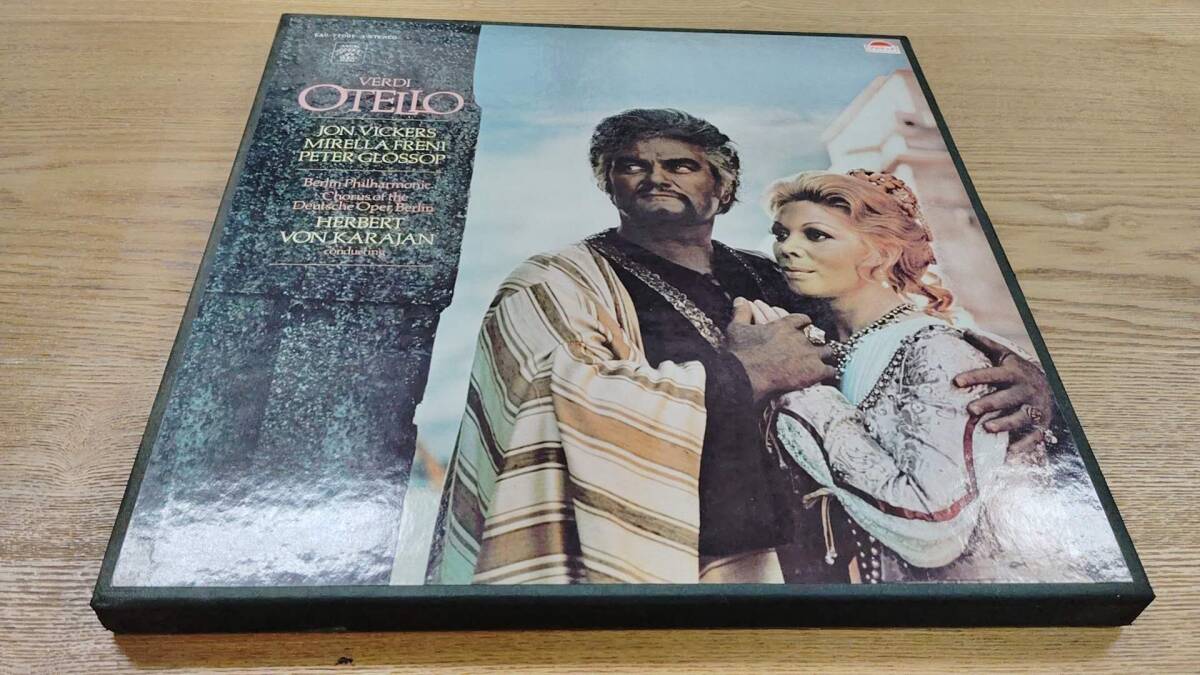 VERDI
OTELLO
JON VICKERS
MIRELLA FRENI
PETER GLOSSOP
Berlin Philharmonic
Chorus of the
Deutsche Oper Berlin
HERBERT
VON KARAJAN
conducting